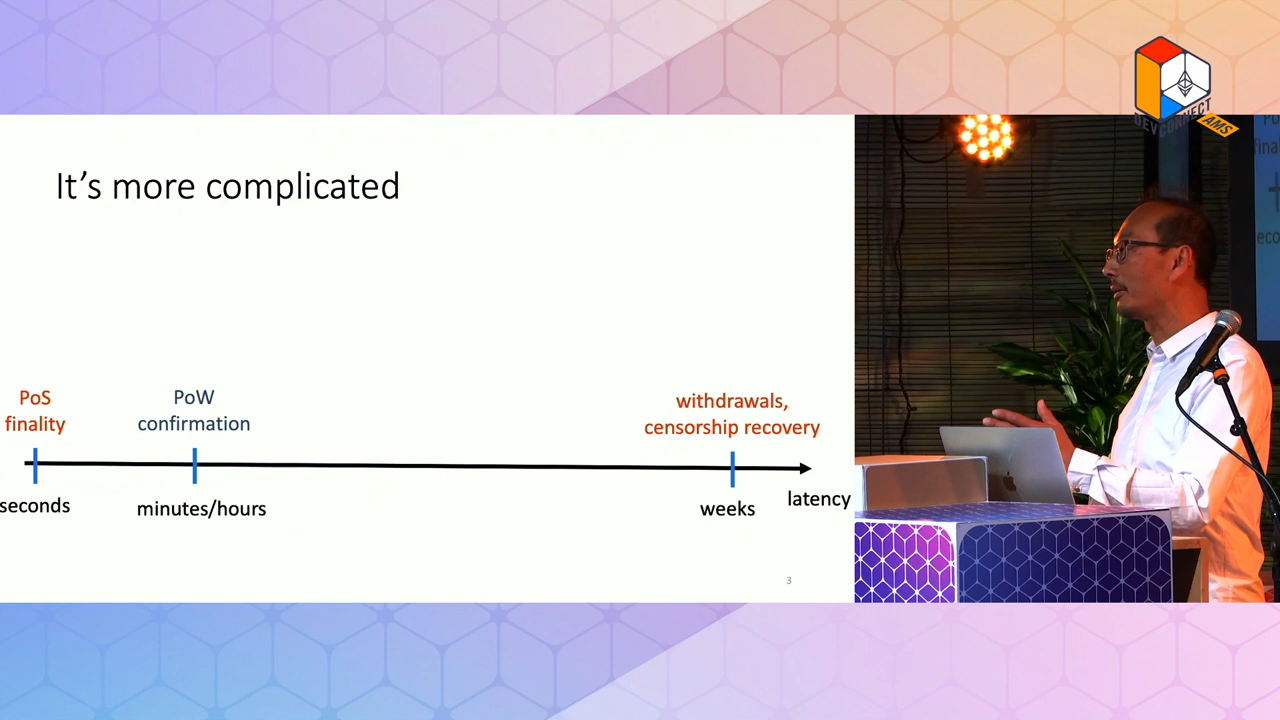 It's more complicated
PoS
finality
PoW
confirmation
withdrawals,
censorship recovery
seconds
minutes/hours
weeks
latency
3
DEVCONNECT
AMS